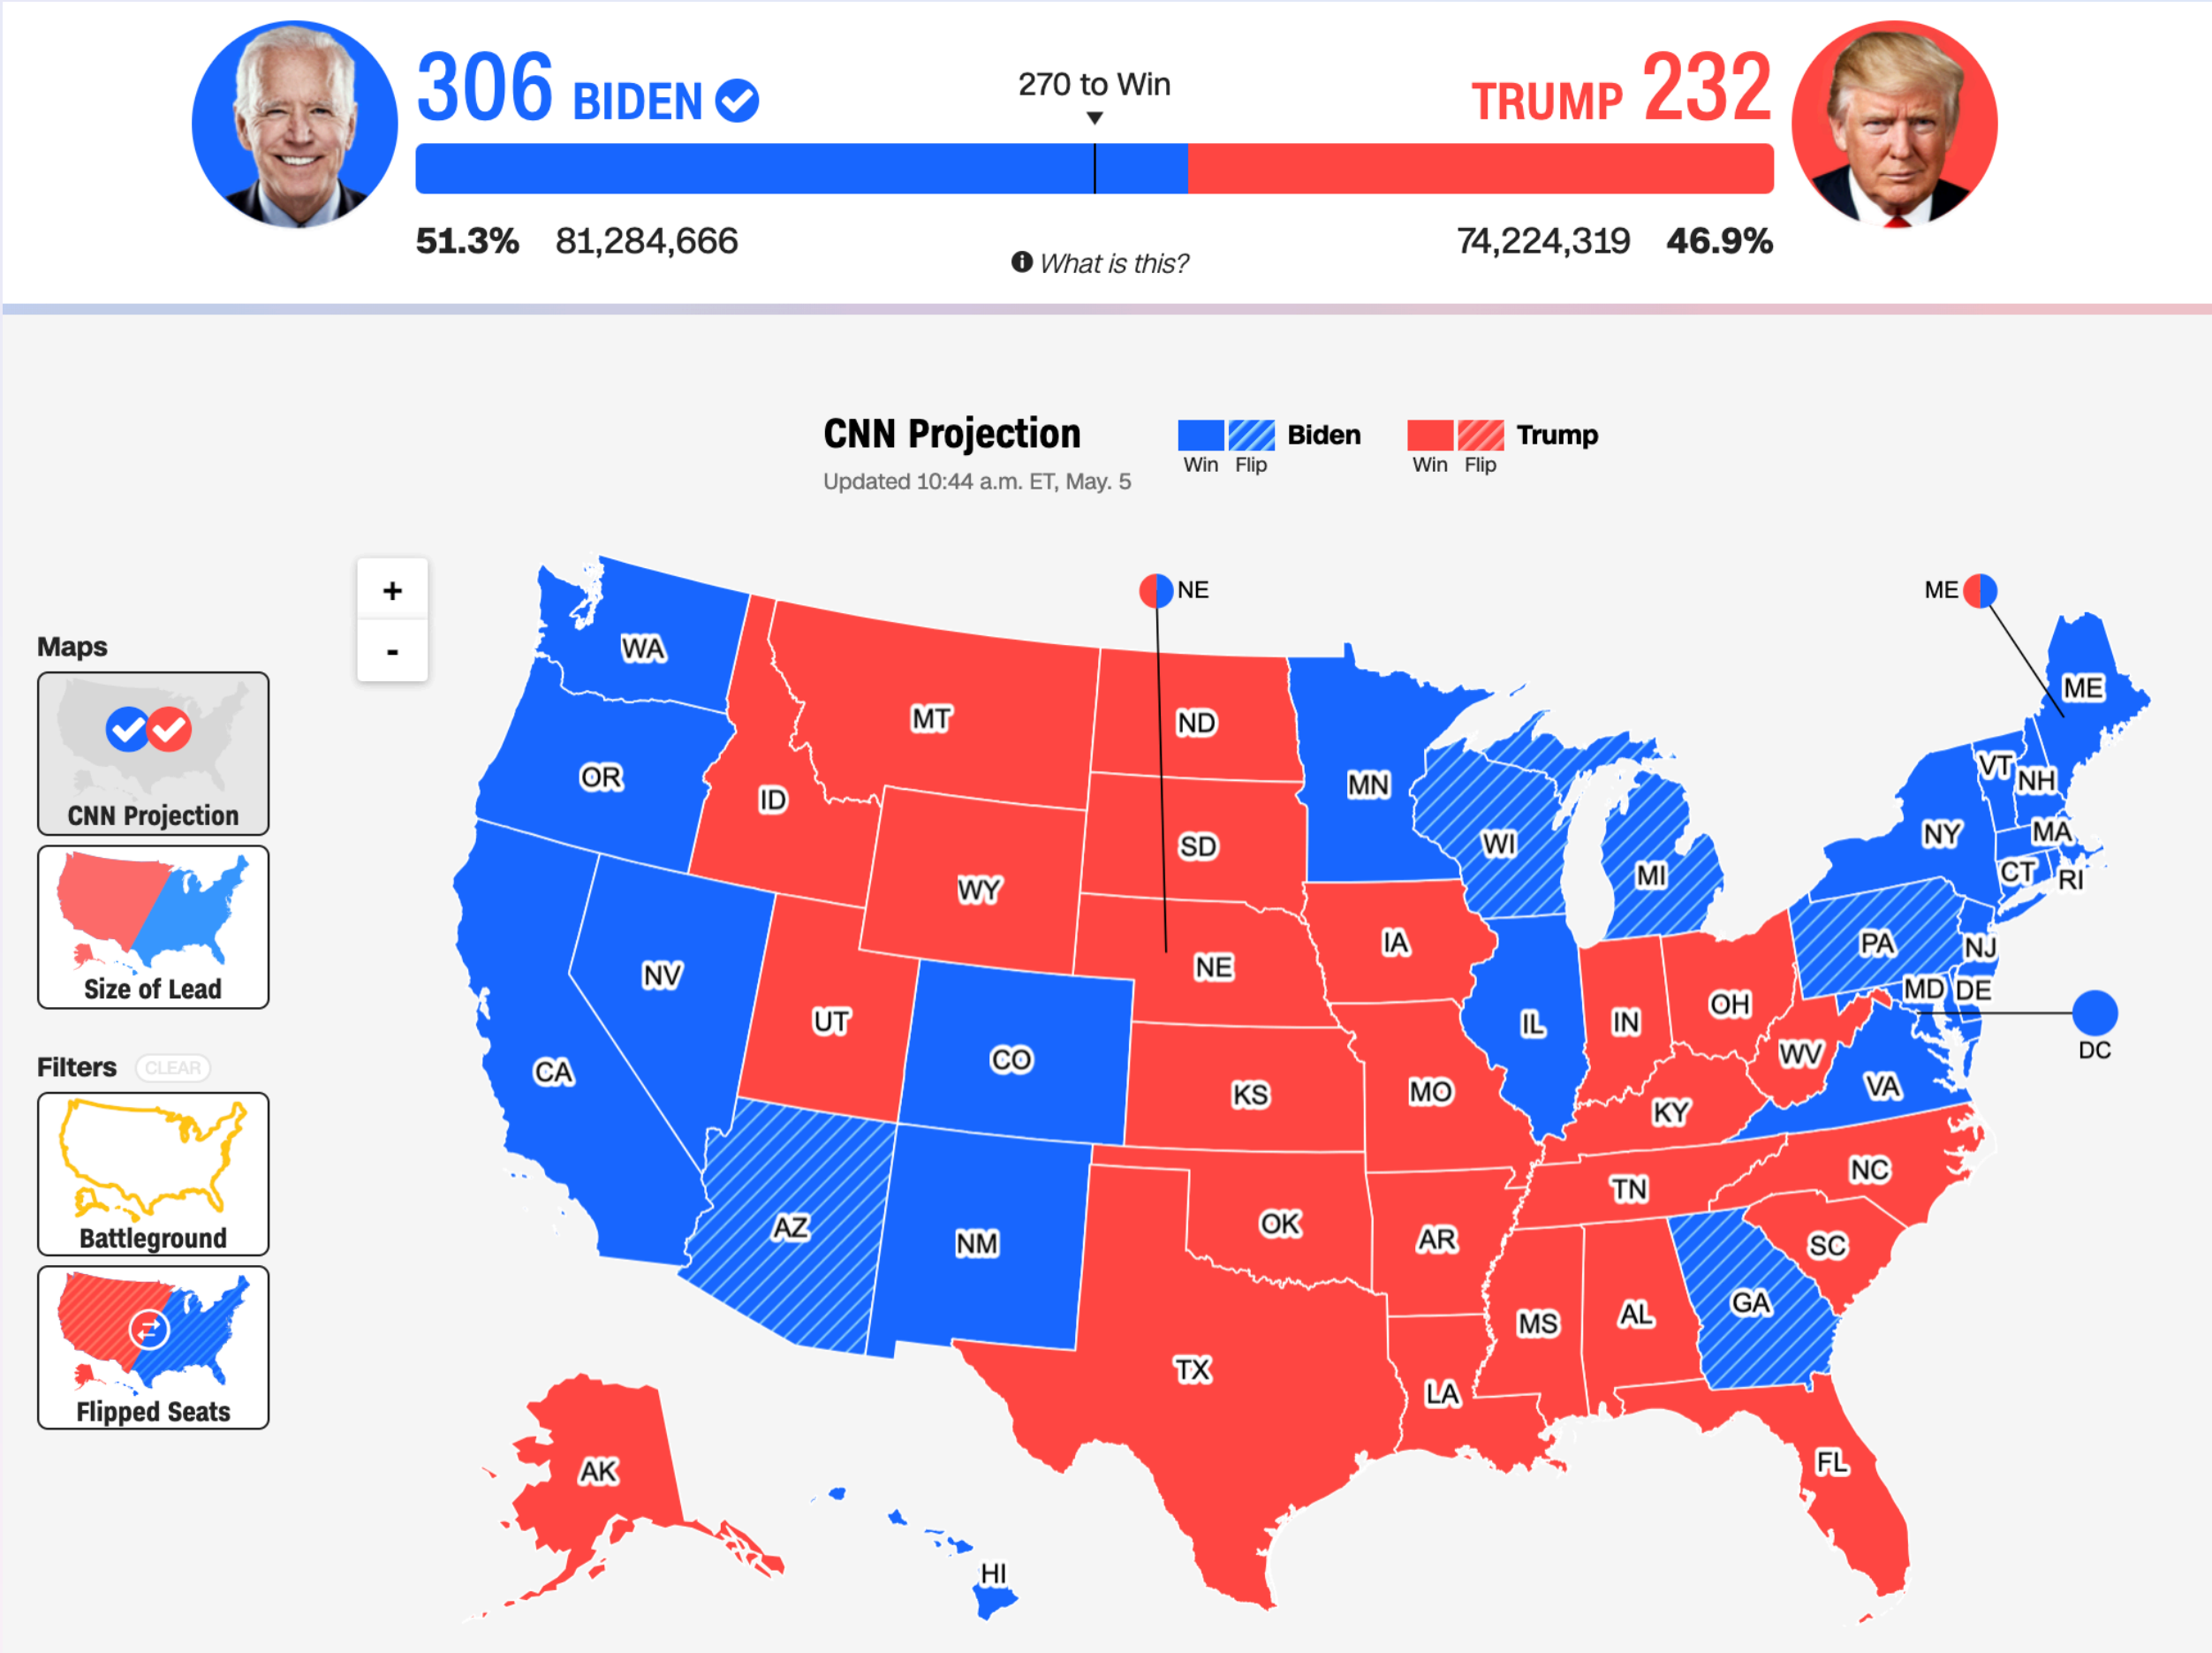 306 BIDEN
270 to Win
TRUMP 232
51.3% 81,284,666
What is this?
74,224,319 46.9%
CNN Projection
Updated 10:44 a.m. ET, May. 5
Win Flip Biden
Win Flip Trump
+
-
Maps
CNN Projection
Size of Lead
Filters CLEAR
Battleground
Flipped Seats
NE
ME
WA
MT
ND
ME
OR
ID
MN
VT
NH
SD
WI
MI
NY
MA
WY
CT
RI
IA
PA
NJ
NV
NE
MD
DE
UT
IL
IN
OH
DC
CA
CO
KS
MO
WV
VA
KY
AZ
NM
OK
AR
TN
NC
SC
MS
AL
GA
TX
LA
FL
AK
HI